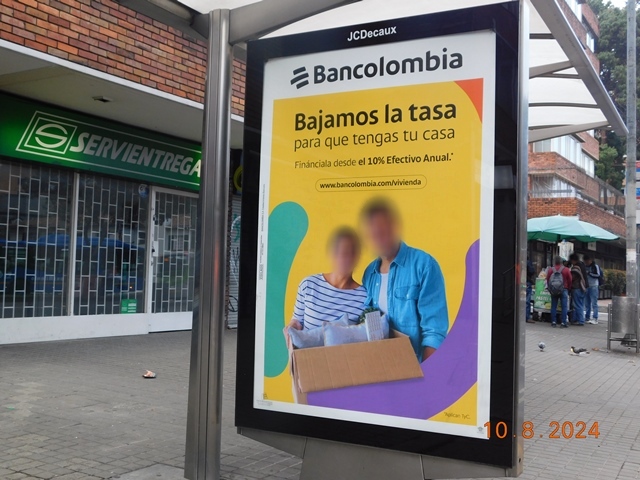 JCDecaux
Bancolombia
Bajamos la tasa
para que tengas tu casa
Fináncialo desde el 10% Efectivo Anual.*
www.bancolombia.com/vivienda
SERVIENTREGA
Aplican TyC
10.8.2024